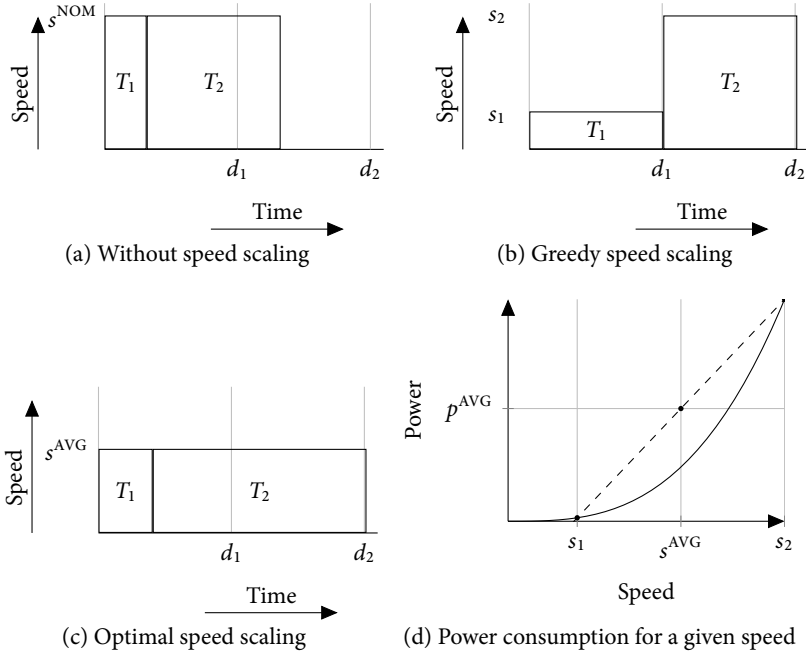 s^NOM
Speed
T₁
T₂
d₁
d₂
Time
(a) Without speed scaling
s₂
Speed
s₁
T₁
T₂
d₁
d₂
Time
(b) Greedy speed scaling
s^AVG
Speed
T₁
T₂
d₁
d₂
Time
(c) Optimal speed scaling
Power
p^AVG
s₁
s^AVG
s₂
Speed
(d) Power consumption for a given speed